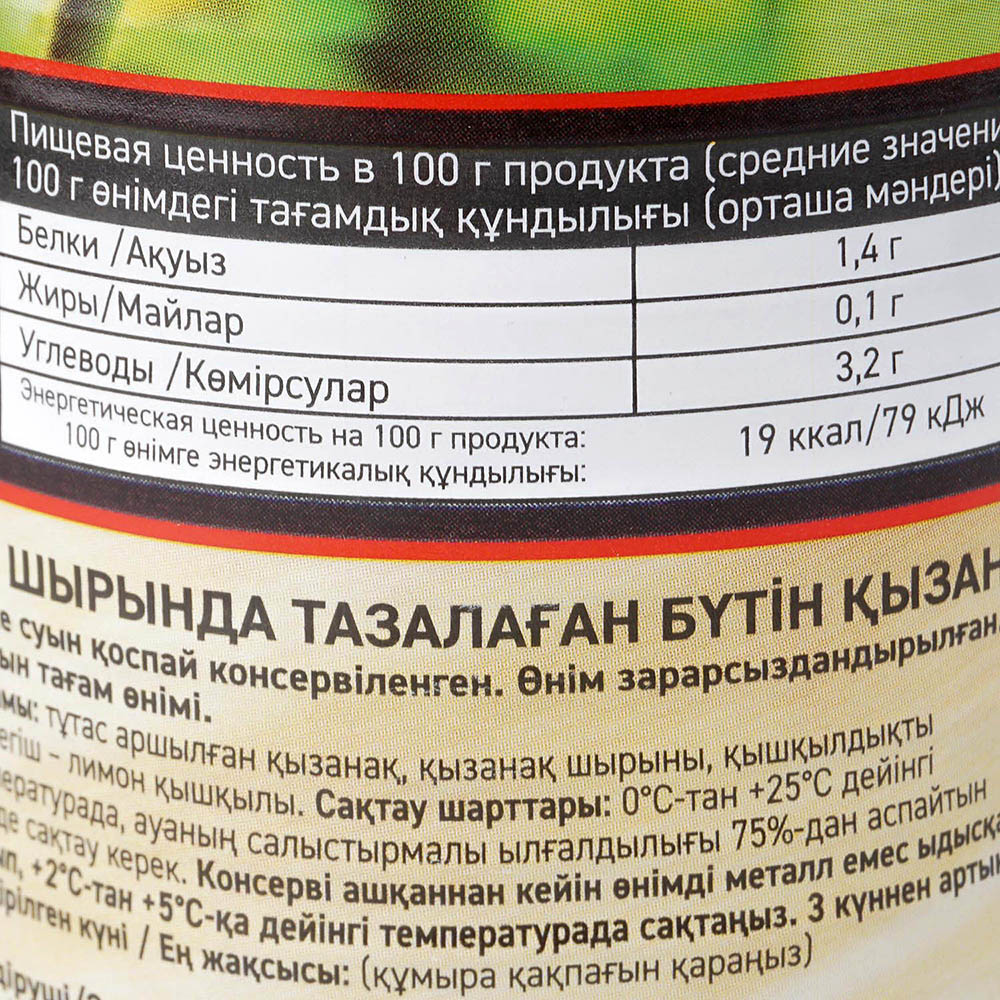 Пищевая ценность в 100 г продукта (средние
100 г өнімдегі тағамдық құндылығы (орташа мәндері)
Белки /Ақуыз 1,4 г
Жиры/Майлар 0,1 г
Углеводы /Көмірсулар 3,2 г
Энергетическая ценность на 100 г продукта: 19 ккал/79 кДж
100 г өнімге энергетикалық құндылығы:
ШЫРЫНДА ТАЗАЛАҒАН БҮТІН
суын қоспай консервіленген. Өнім зарарсыздандырылған.
тағам өнімі.
тұтас аршылған қызанақ, қызанақ шырыны, қышқылдықты
– лимон қышқылы. Сақтау шарттары: 0°С-тан +25°С дейінгі
ауаның салыстырмалы ылғалдылығы 75%-дан аспайтын
сақтау керек. Консерві ашқаннан кейін өнімді металл емес
+2°С-тан +5°С-қа дейінгі температурада сақтаңыз. 3 күннен
күні / Ең жақсысы: (құмыра қақпағын қараңыз)